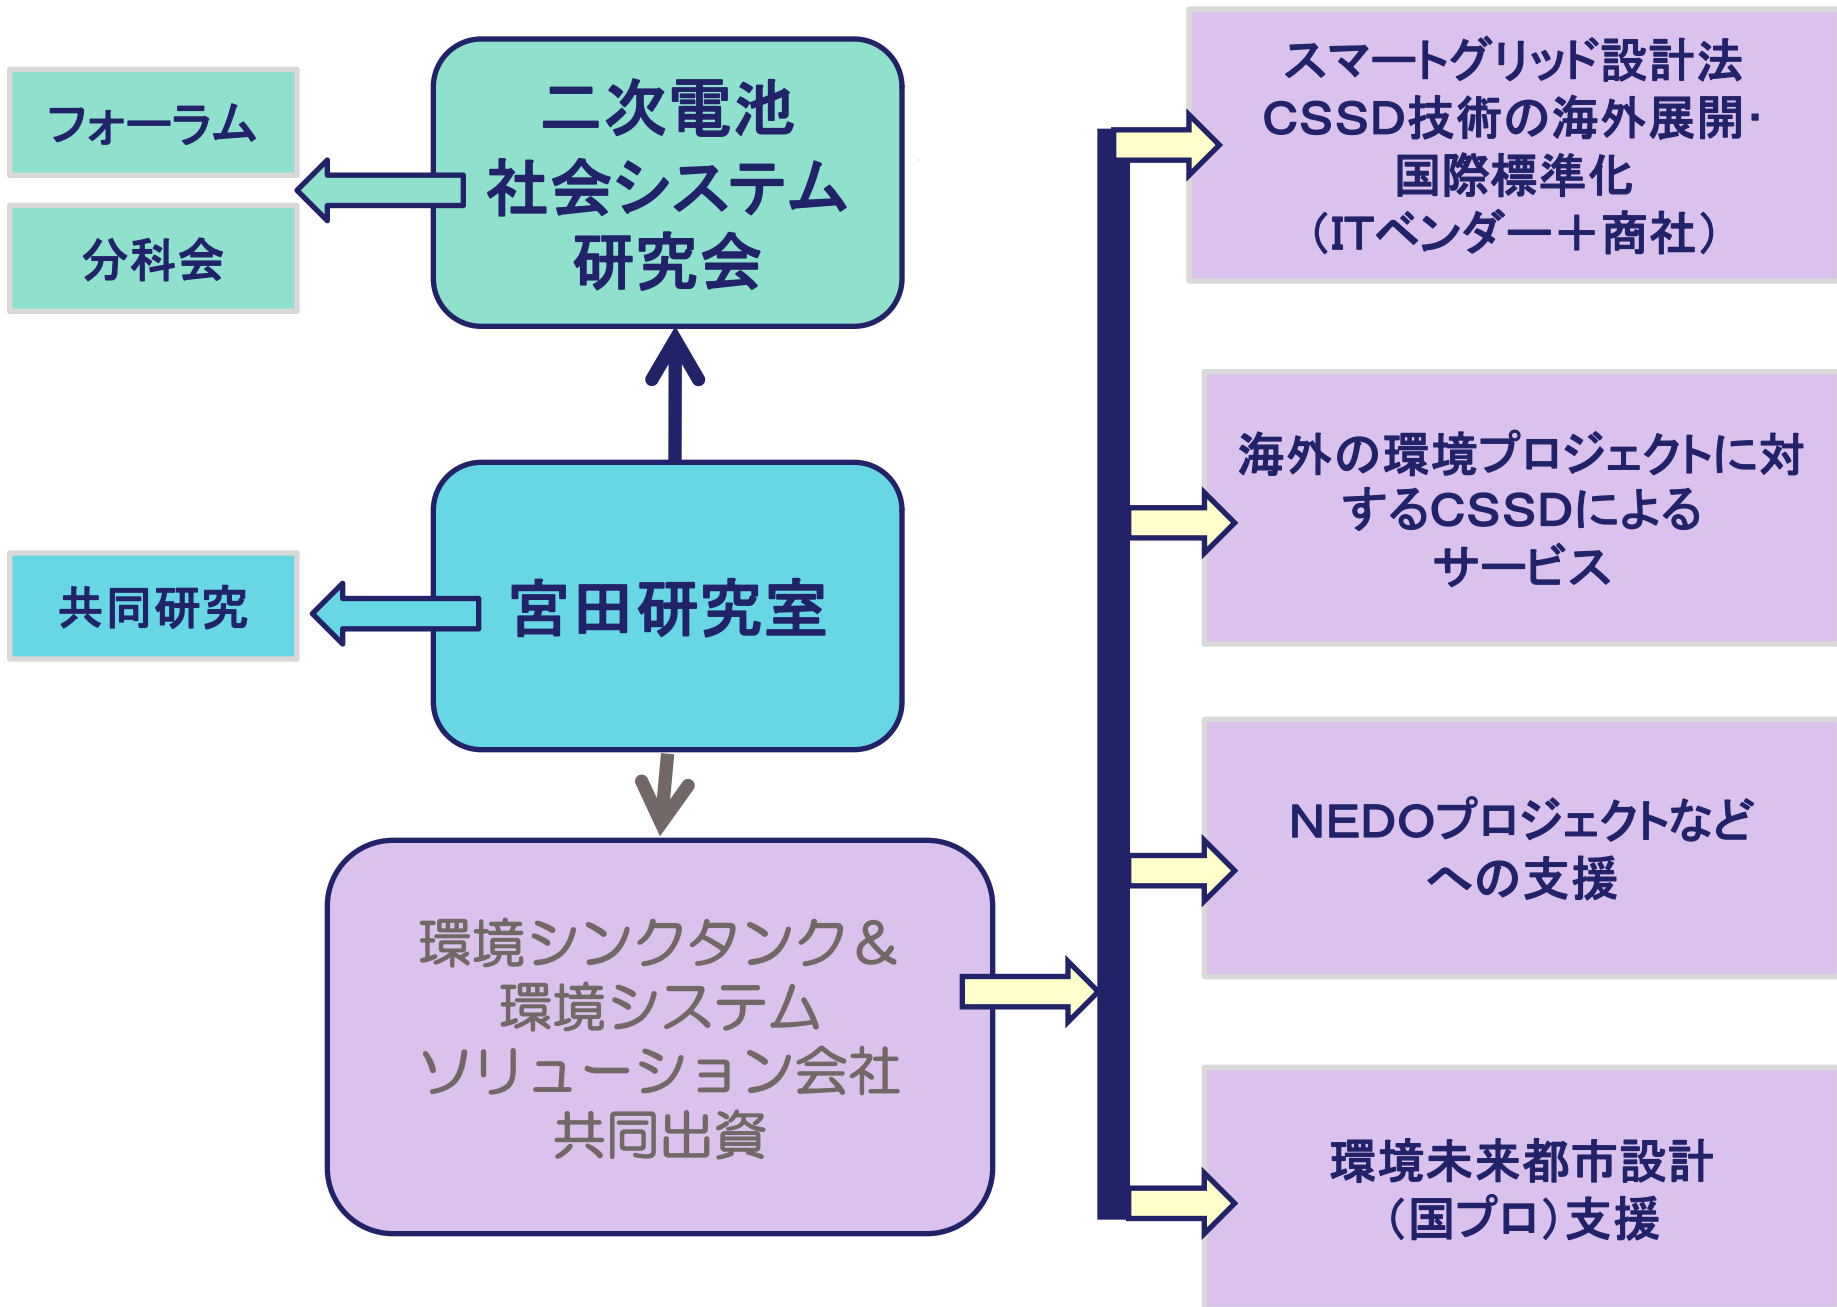 フォーラム
分科会
二次電池
社会システム
研究会
共同研究
宮田研究室
環境シンクタンク＆
環境システム
ソリューション会社
共同出資
スマートグリッド設計法
CSSD技術の海外展開・
国際標準化
（ITベンダー＋商社）
海外の環境プロジェクトに対
するCSSDによる
サービス
NEDOプロジェクトなど
への支援
環境未来都市設計
（国プロ）支援